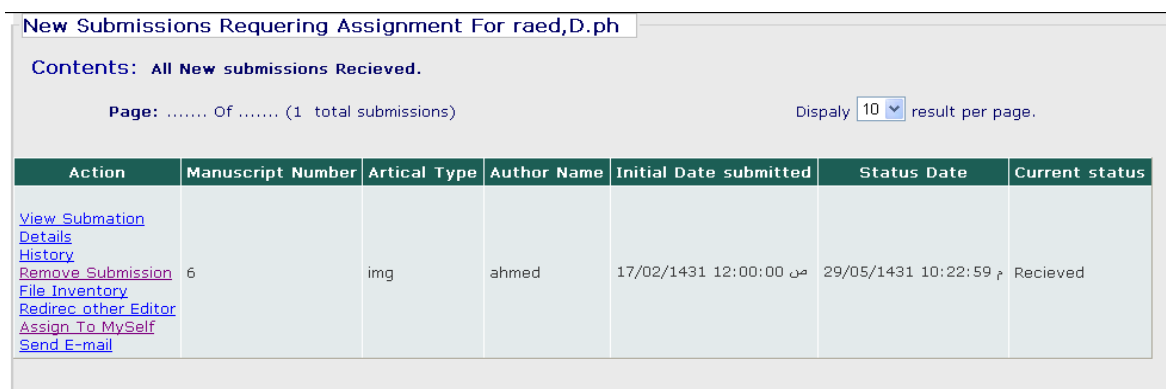 New Submissions Requering Assignment For raed,D.ph
Contents: All New submissions Recieved.
Page: ....... Of ....... (1 total submissions) Dispaly 10 result per page.
Action Manuscript Number Artical Type Author Name Initial Date submitted Status Date Current status
View Submation
Details
History
Remove Submission 6 img ahmed 17/02/1431 12:00:00 ص 29/05/1431 10:22:59 م Recieved
File Inventory
Redirec other Editor
Assign To MySelf
Send E-mail